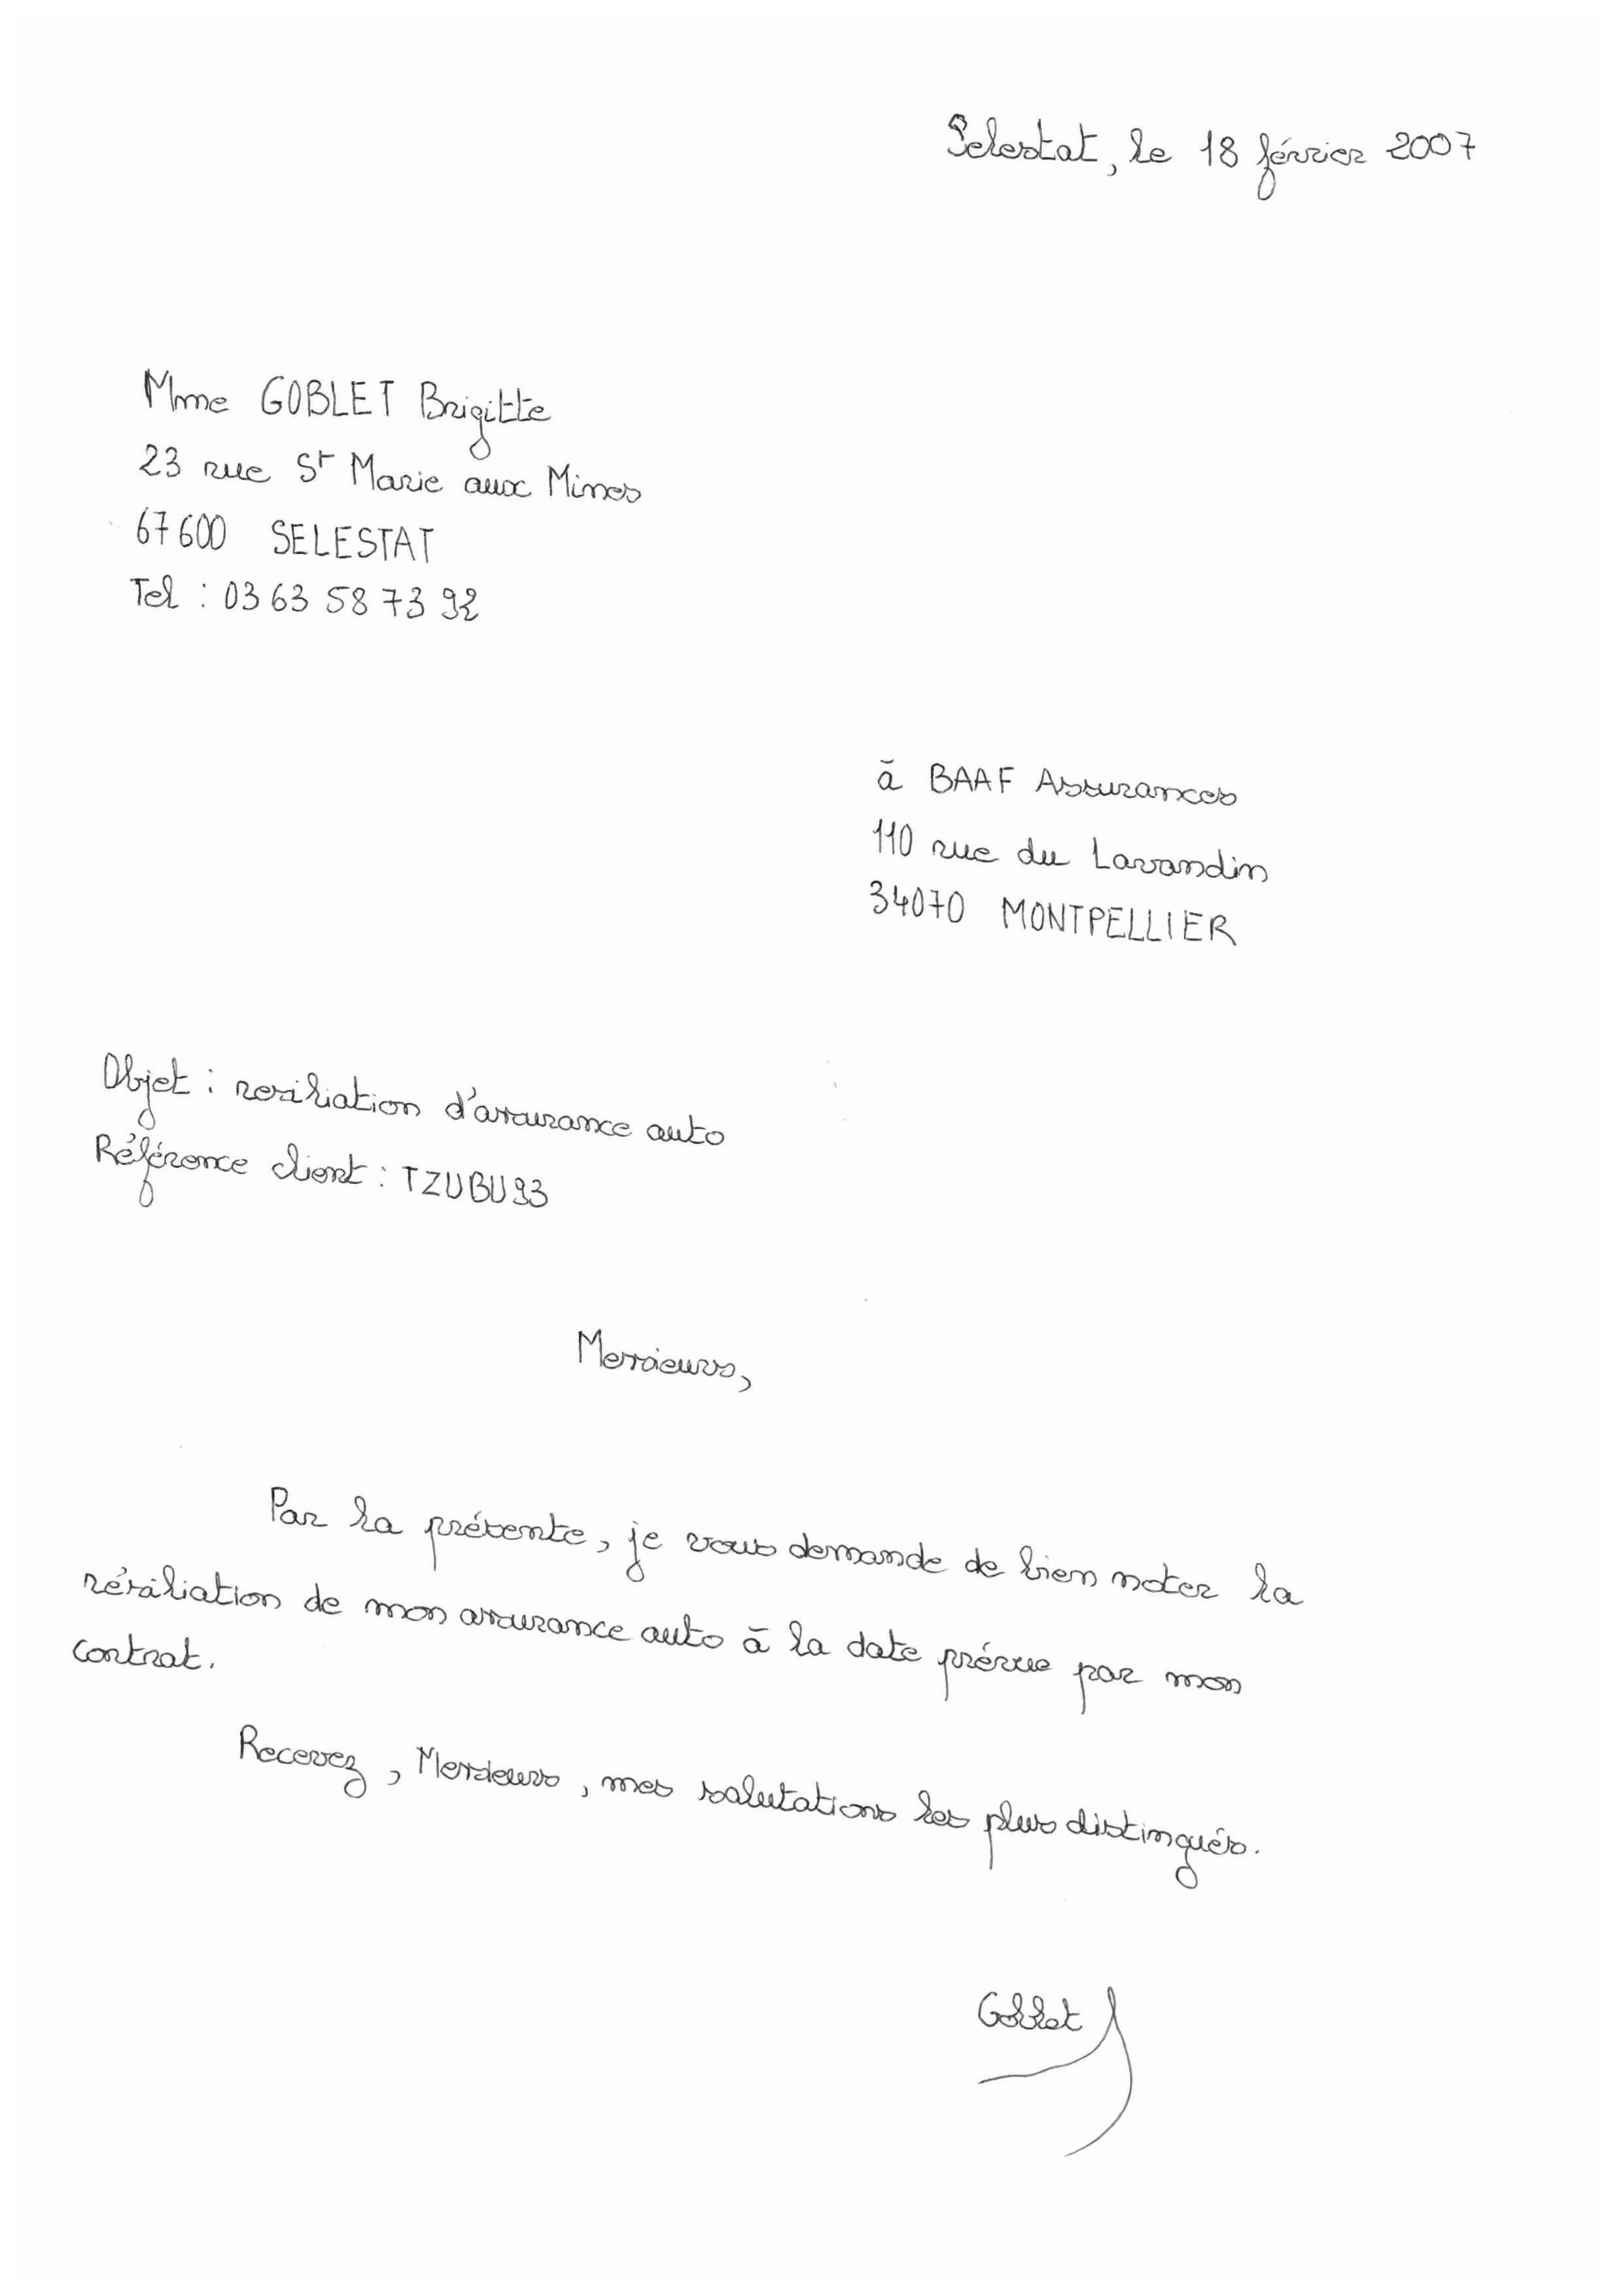 Selestat, le 18 février 2007
Mme GOBLET Brigitte
23 rue St Marie aux Mines
67600 SELESTAT
Tel : 03 63 58 73 92
à BAAF Assurances
110 rue du Lavandin
34070 MONTPELLIER
Objet : resiliation d'assurance auto
Référence client : TZUBU93
Messieurs,
Par la présente, je vous demande de bien noter la
résiliation de mon assurance auto à la date prévue par mon
contrat.
Recevez, Messieurs, mes salutations les plus distingués.
Goblet